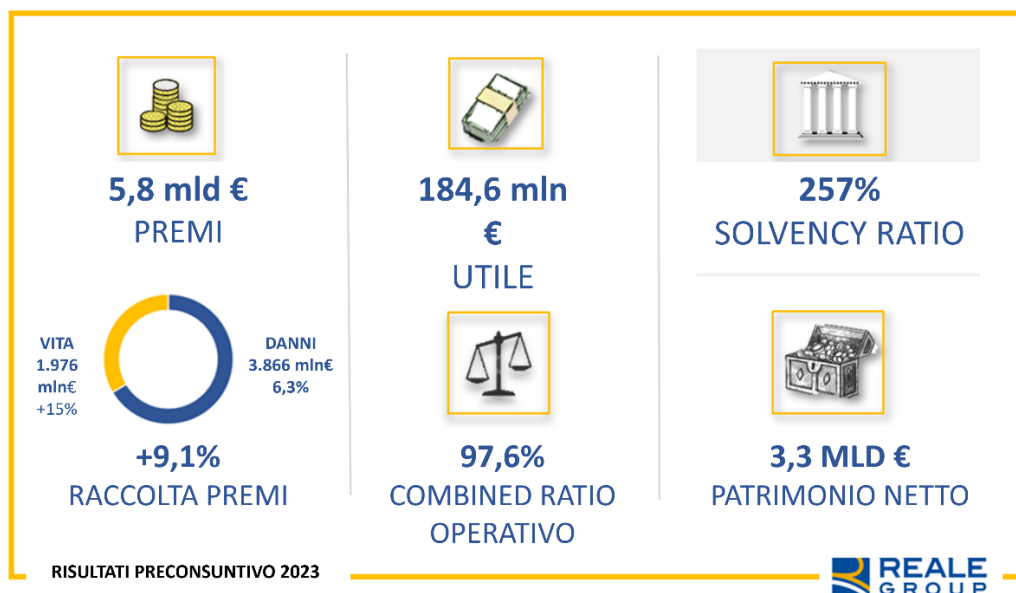 5,8 mld €
PREMI
VITA
1.976
mln€
+15%
DANNI
3.866 mln€
6,3%
+9,1%
RACCOLTA PREMI
184,6 mln
€
UTILE
97,6%
COMBINED RATIO
OPERATIVO
257%
SOLVENCY RATIO
3,3 MLD €
PATRIMONIO NETTO
RISULTATI PRECONSUNTIVO 2023
REALE
GROUP